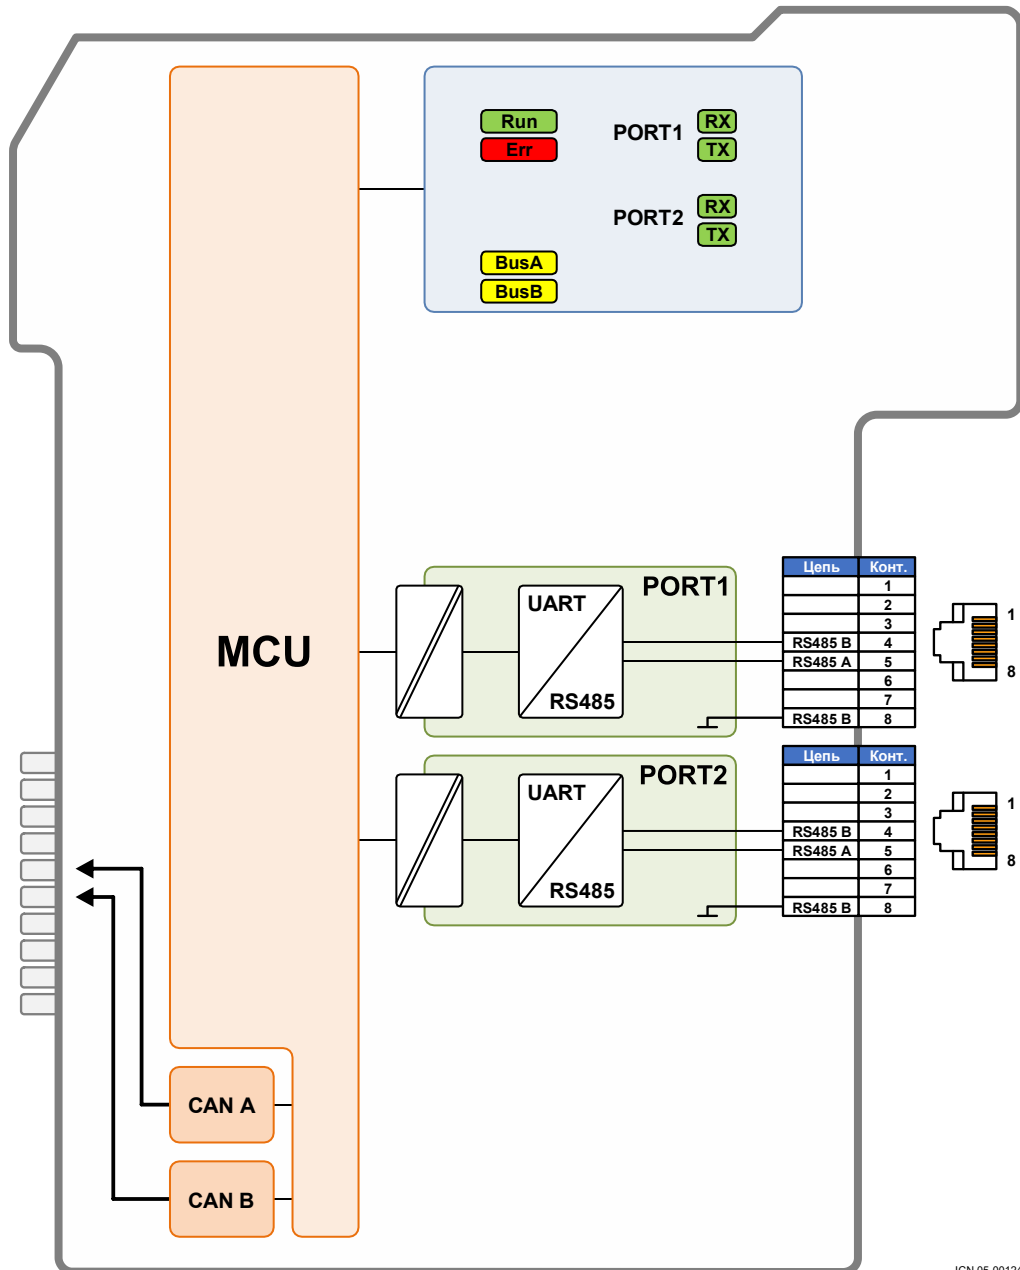 Run
Err
PORT1
RX
TX
PORT2
RX
TX
BusA
BusB
MCU
PORT1
UART
RS485
Цепь Конт.
1
2
3
RS485 B 4
RS485 A 5
6
7
RS485 B 8
1
8
PORT2
UART
RS485
Цепь Конт.
1
2
3
RS485 B 4
RS485 A 5
6
7
RS485 B 8
1
8
CAN A
CAN B